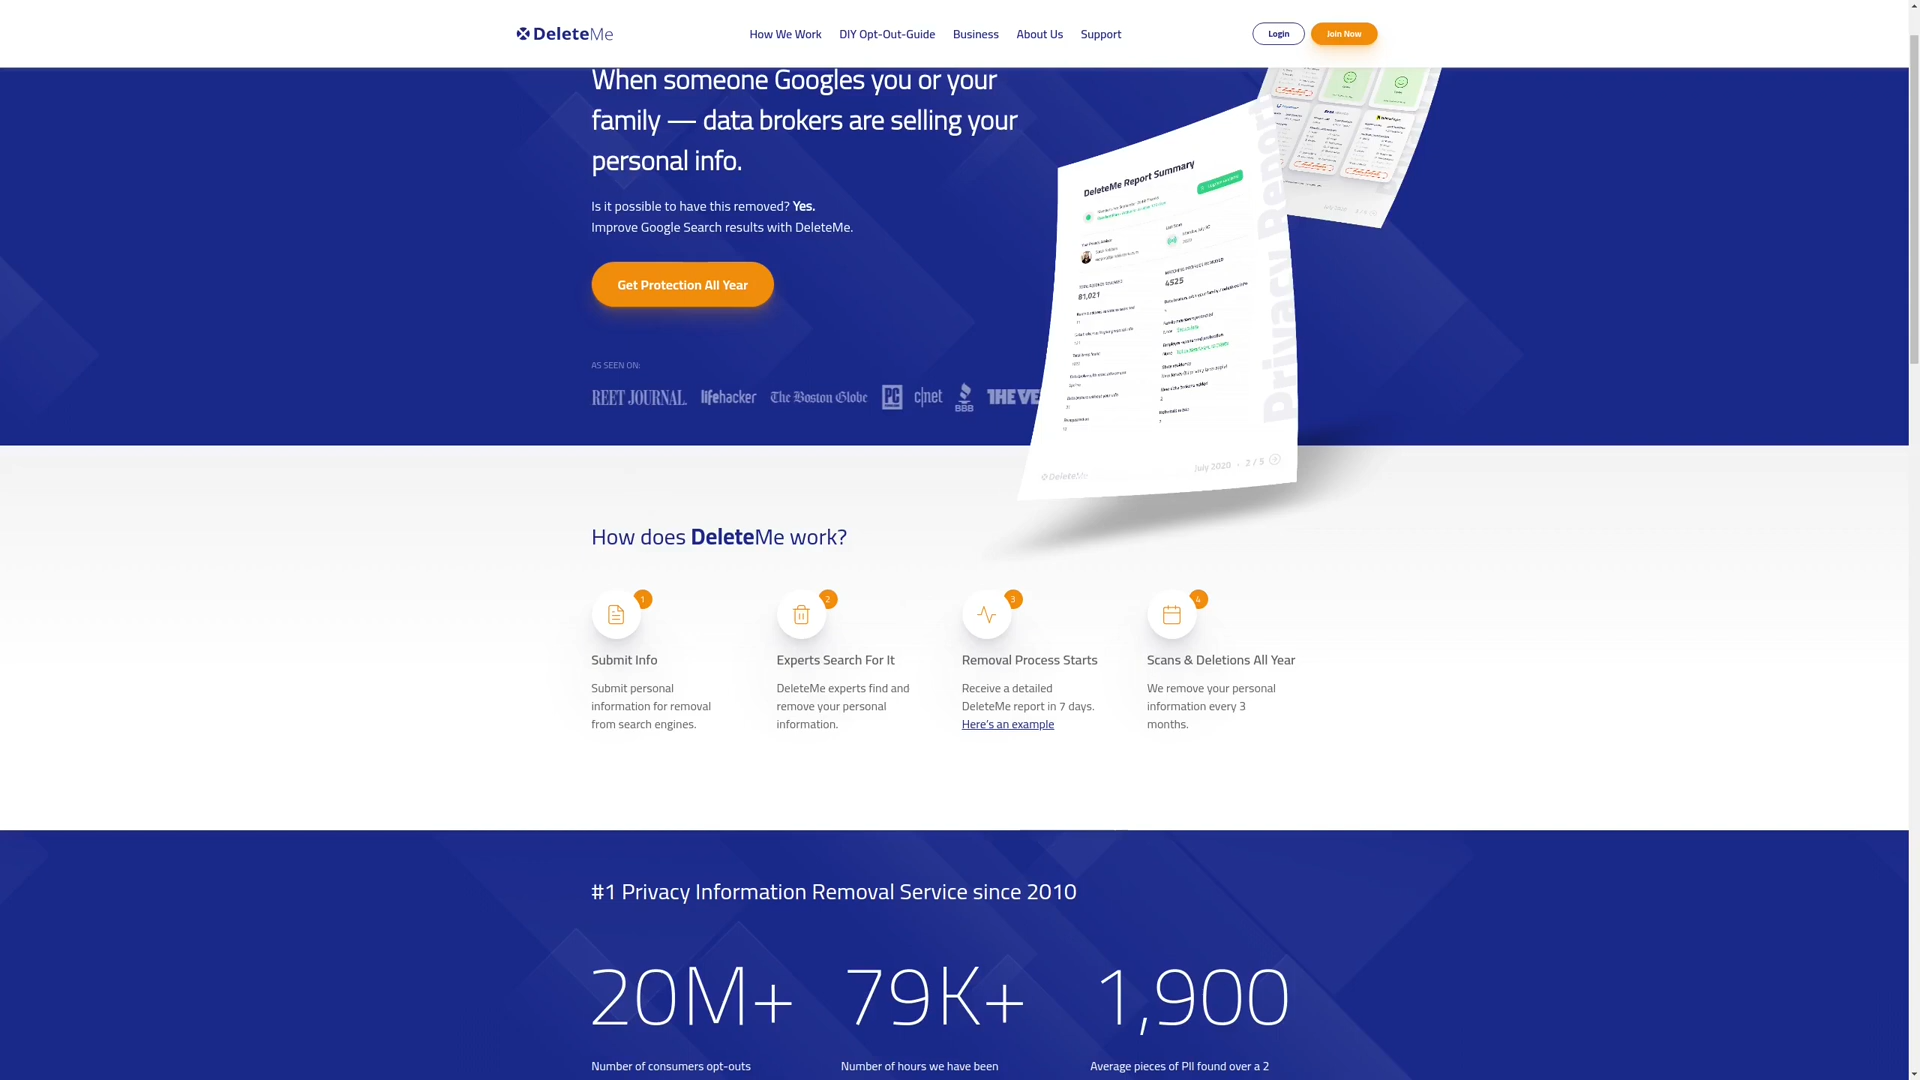 DeleteMe
How We Work
DIY Opt-Out-Guide
Business
About Us
Support
Login
Join Now
When someone Googles you or your
family — data brokers are selling your
personal info.
Is it possible to have this removed? Yes.
Improve Google Search results with DeleteMe.
Get Protection All Year
AS SEEN ON:
REET JOURNAL.
lifehacker
The Boston Globe
PC
c|net
BBB
THE VE
DeleteMe Report Summary
81,021
4525
Privacy Report
DeleteMe
July 2020 · 2 / 5
How does DeleteMe work?
1
2
3
4
Submit Info
Submit personal
information for removal
from search engines.
Experts Search For It
DeleteMe experts find and
remove your personal
information.
Removal Process Starts
Receive a detailed
DeleteMe report in 7 days.
Here's an example
Scans & Deletions All Year
We remove your personal
information every 3
months.
#1 Privacy Information Removal Service since 2010
20M+
79K+
1,900
Number of consumers opt-outs
Number of hours we have been
Average pieces of PII found over a 2